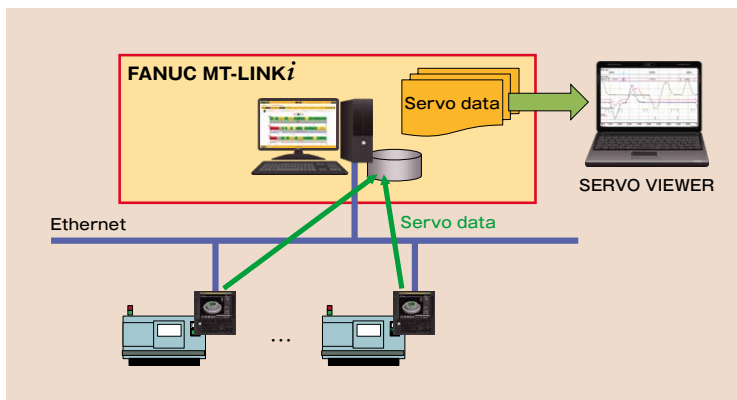 FANUC MT-LINKi
Servo data
SERVO VIEWER
Ethernet
Servo data
...